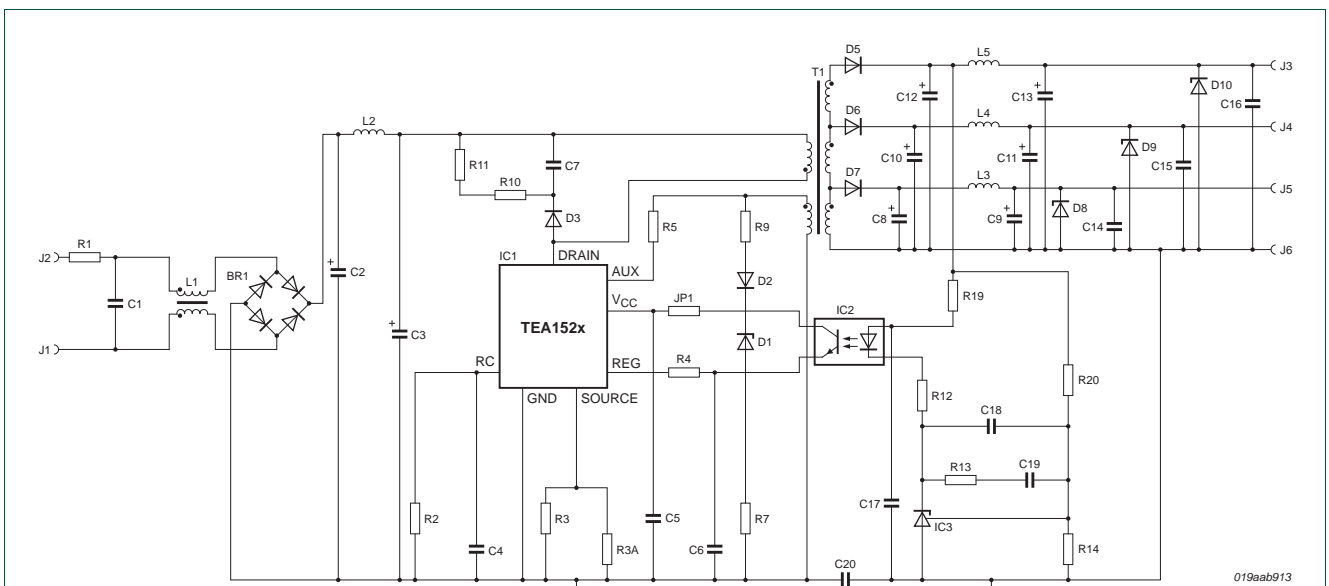 D5
L5
J3
T1
C12
+
C13
+
D10
C16
L2
D6
L4
J4
R11
C7
C10
+
C11
+
D9
C15
R10
D7
L3
J5
D3
R5
R9
C8
+
C9
+
D8
C14
R1
J2
IC1
DRAIN
J6
L1
BR1
C2
+
AUX
D2
R19
C1
VCC
JP1
IC2
C3
+
TEA152x
D1
J1
RC
REG
R4
R12
R20
GND
SOURCE
C18
R13
C19
R2
R3
C5
R7
C17
IC3
C4
R3A
C6
R14
C20
019aab913